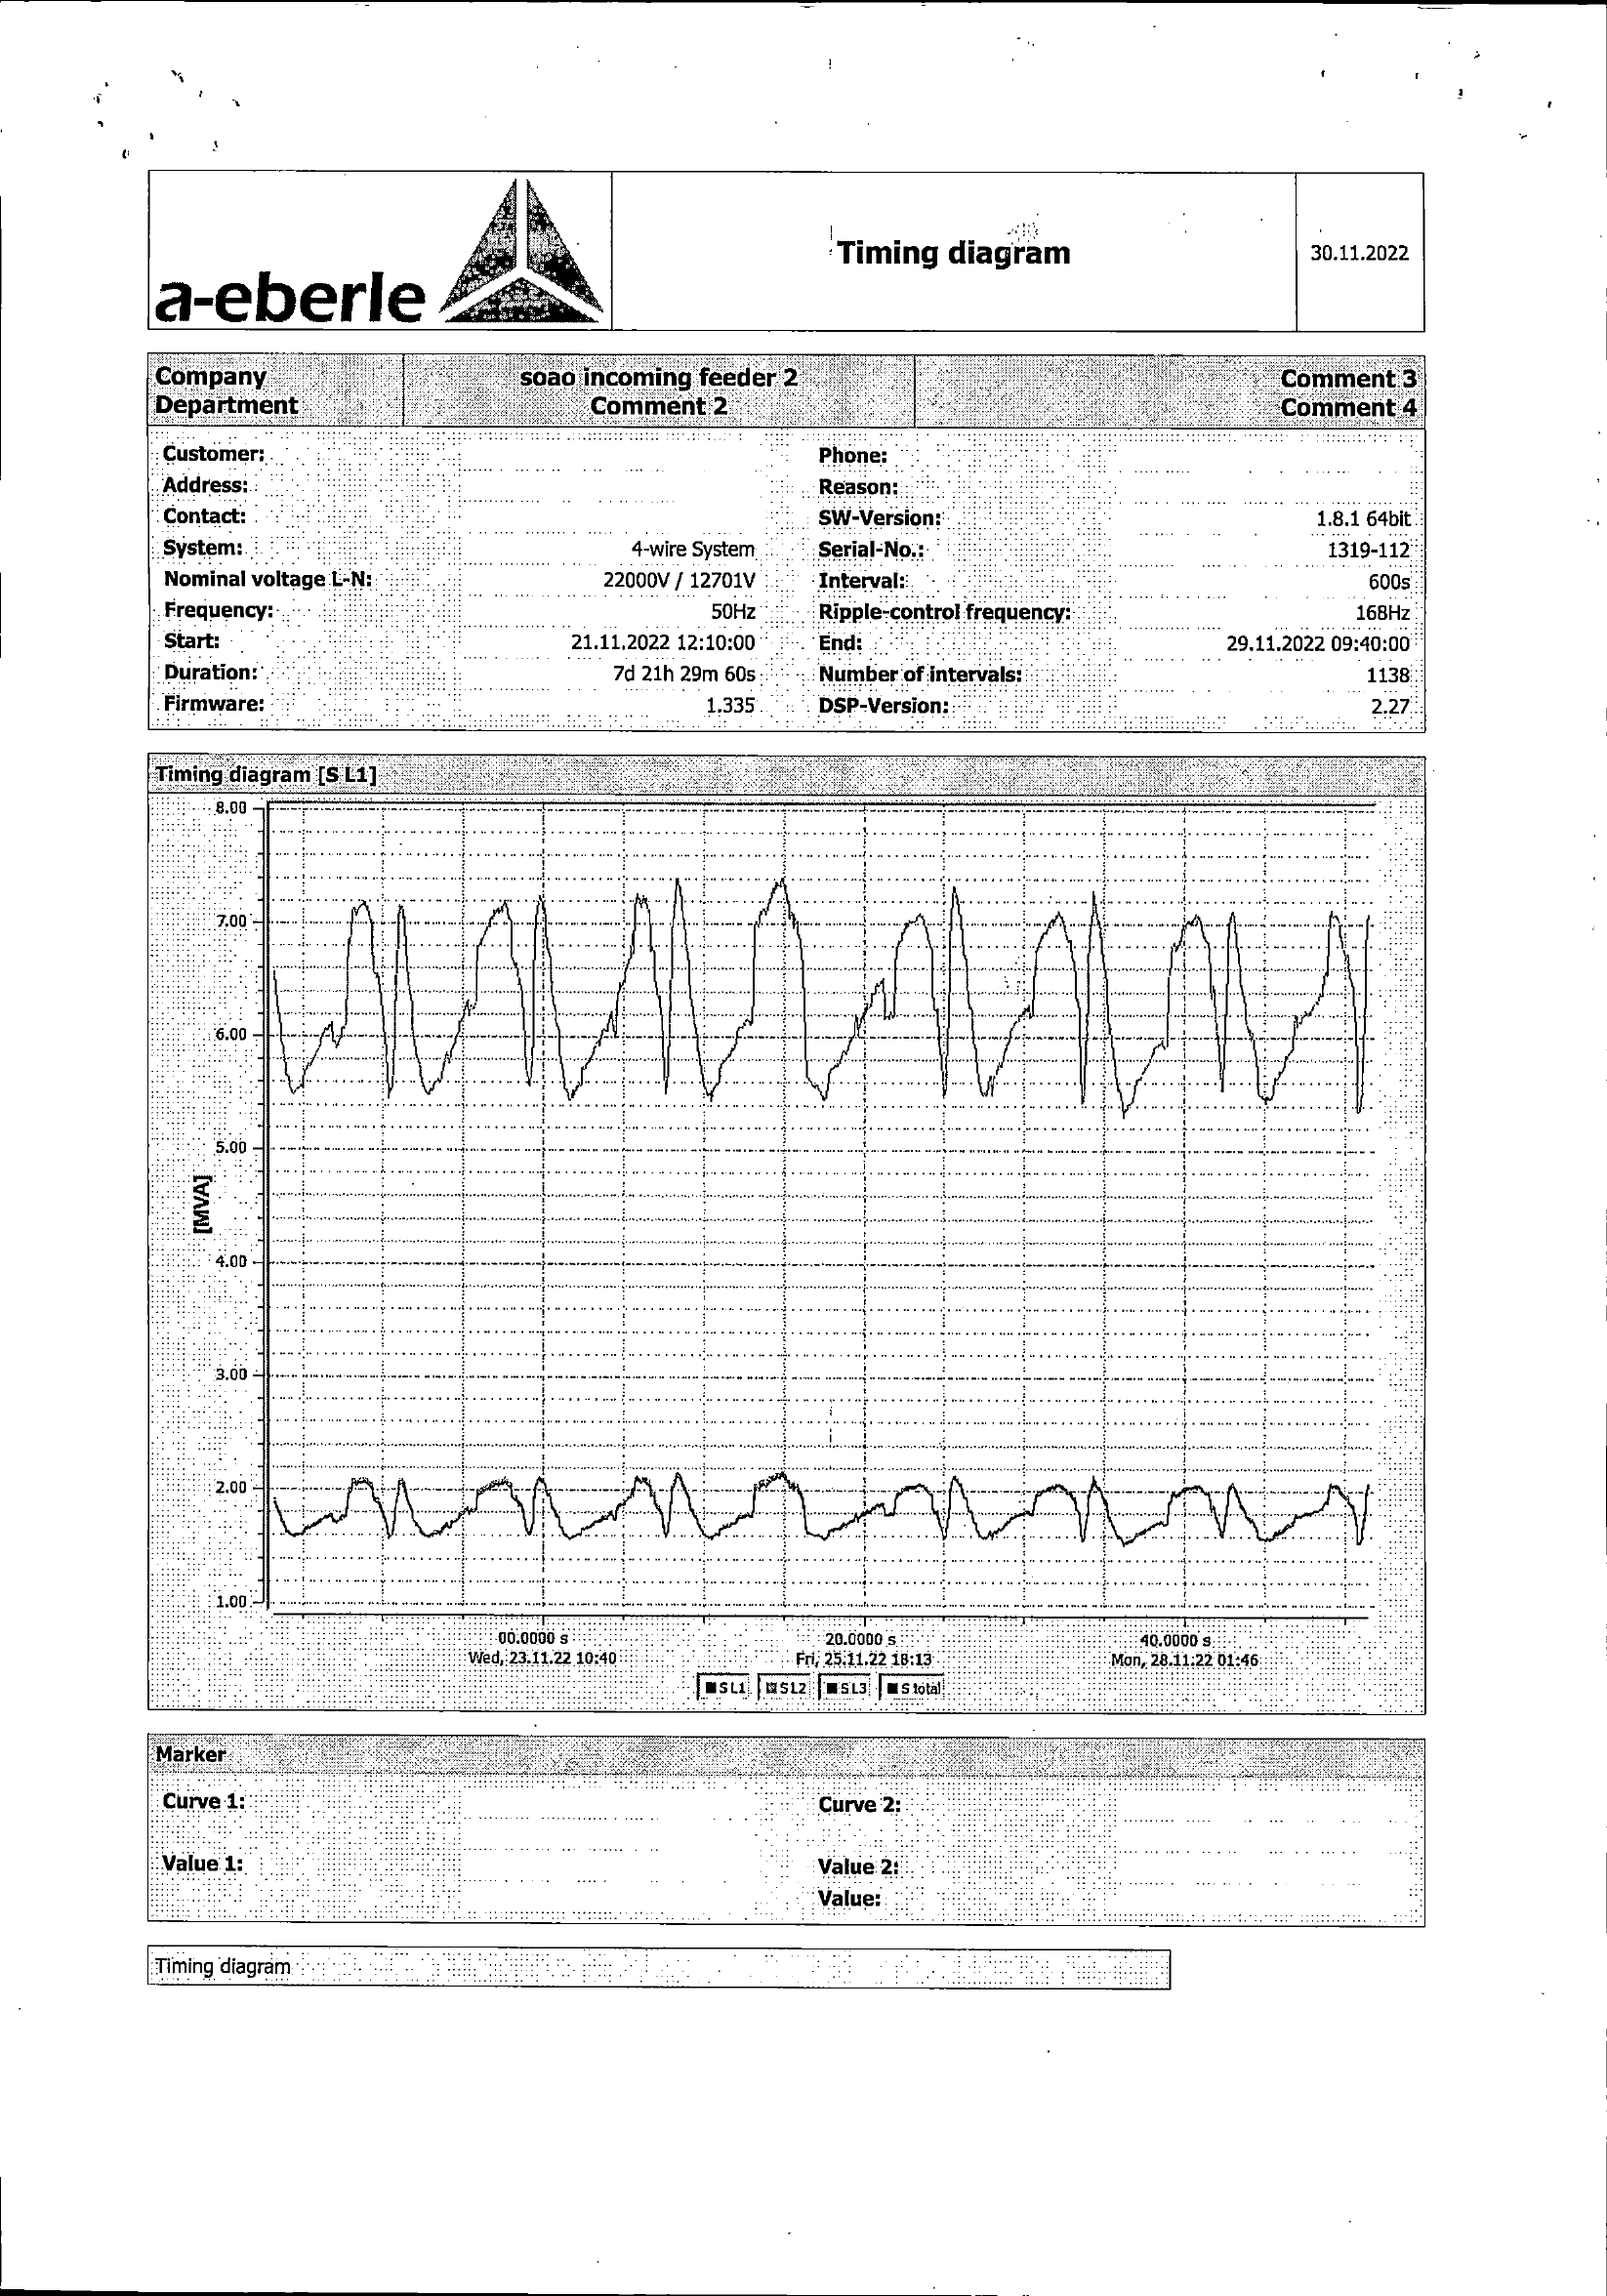 a-eberle
Timing diagram
30.11.2022
Company soao incoming feeder 2 Comment 3
Department Comment 2 Comment 4
Customer: Phone:
Address: Reason:
Contact: SW-Version: 1.8.1 64bit
System: 4-wire System Serial-No.: 1319-112
Nominal voltage L-N: 22000V / 12701V Interval: 600s
Frequency: 50Hz Ripple-control frequency: 168Hz
Start: 21.11.2022 12:10:00 End: 29.11.2022 09:40:00
Duration: 7d 21h 29m 60s Number of intervals: 1138
Firmware: 1.335 DSP-Version: 2.27
Timing diagram [S L1]
8.00
7.00
6.00
5.00
[MVA]
4.00
3.00
2.00
1.00
00.0000 s 20.0000 s 40.0000 s
Wed, 23.11.22 10:40 Fri, 25.11.22 18:13 Mon, 28.11.22 01:46
S L1 S L2 S L3 S total
Marker
Curve 1: Curve 2:
Value 1: Value 2:
Value:
Timing diagram